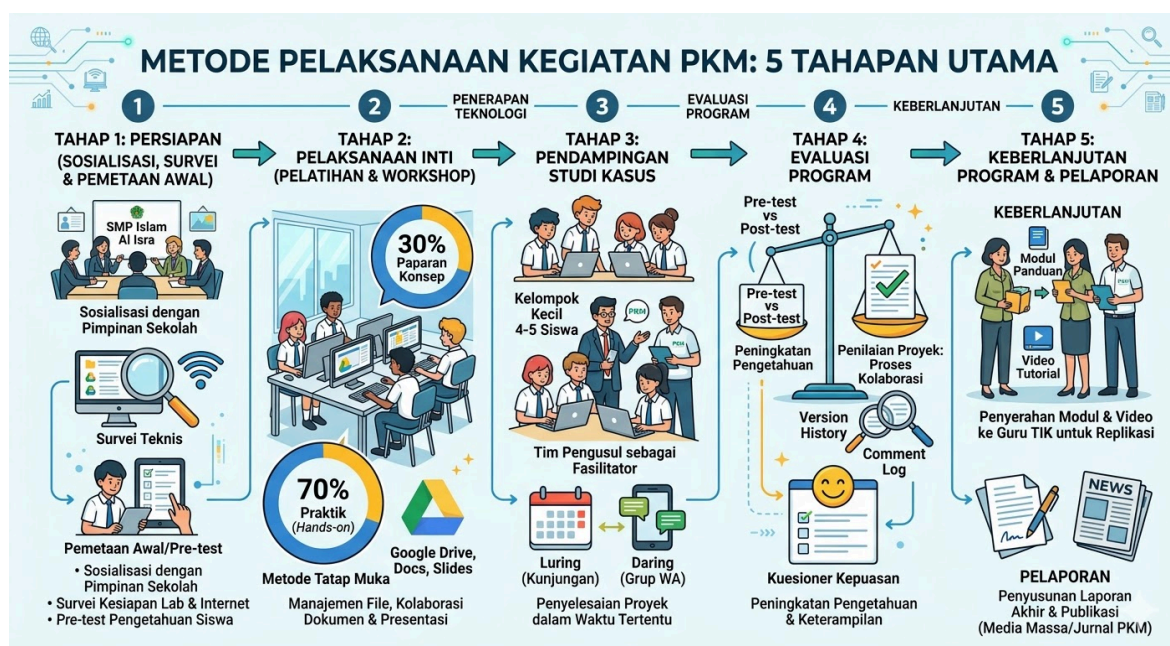 METODE PELAKSANAAN KEGIATAN PKM: 5 TAHAPAN UTAMA
1
2
PENERAPAN
TEKNOLOGI
3
EVALUASI
PROGRAM
4
KEBERLANJUTAN
5
TAHAP 1: PERSIAPAN
(SOSIALISASI, SURVEI
& PEMETAAN AWAL)
SMP Islam
Al Isra
Sosialisasi dengan
Pimpinan Sekolah
Survei Teknis
Pemetaan Awal/Pre-test
• Sosialisasi dengan
Pimpinan Sekolah
• Survei Kesiapan Lab & Internet
• Pre-test Pengetahuan Siswa
TAHAP 2:
PELAKSANAAN INTI
(PELATIHAN & WORKSHOP)
30%
Paparan
Konsep
70%
Praktik
(Hands-on)
Google Drive,
Docs, Slides
Metode Tatap Muka
Manajemen File, Kolaborasi
Dokumen & Presentasi
TAHAP 3:
PENDAMPINGAN
STUDI KASUS
Kelompok
Kecil
4-5 Siswa
PRM
Tim Pengusul sebagai
Fasilitator
Luring
(Kunjungan)
Daring
(Grup WA)
Penyelesaian Proyek
dalam Waktu Tertentu
TAHAP 4:
EVALUASI
PROGRAM
Pre-test
vs
Post-test
Pre-test
vs
Post-test
Peningkatan
Pengetahuan
Penilaian Proyek:
Proses
Kolaborasi
Version
History
Comment
Log
Kuesioner Kepuasan
Peningkatan Pengetahuan
& Keterampilan
TAHAP 5:
KEBERLANJUTAN
PROGRAM & PELAPORAN
KEBERLANJUTAN
Modul
Panduan
Video
Tutorial
Penyerahan Modul & Video
ke Guru TIK untuk Replikasi
NEWS
PELAPORAN
Penyusunan Laporan
Akhir & Publikasi
(Media Massa/Jurnal PKM)